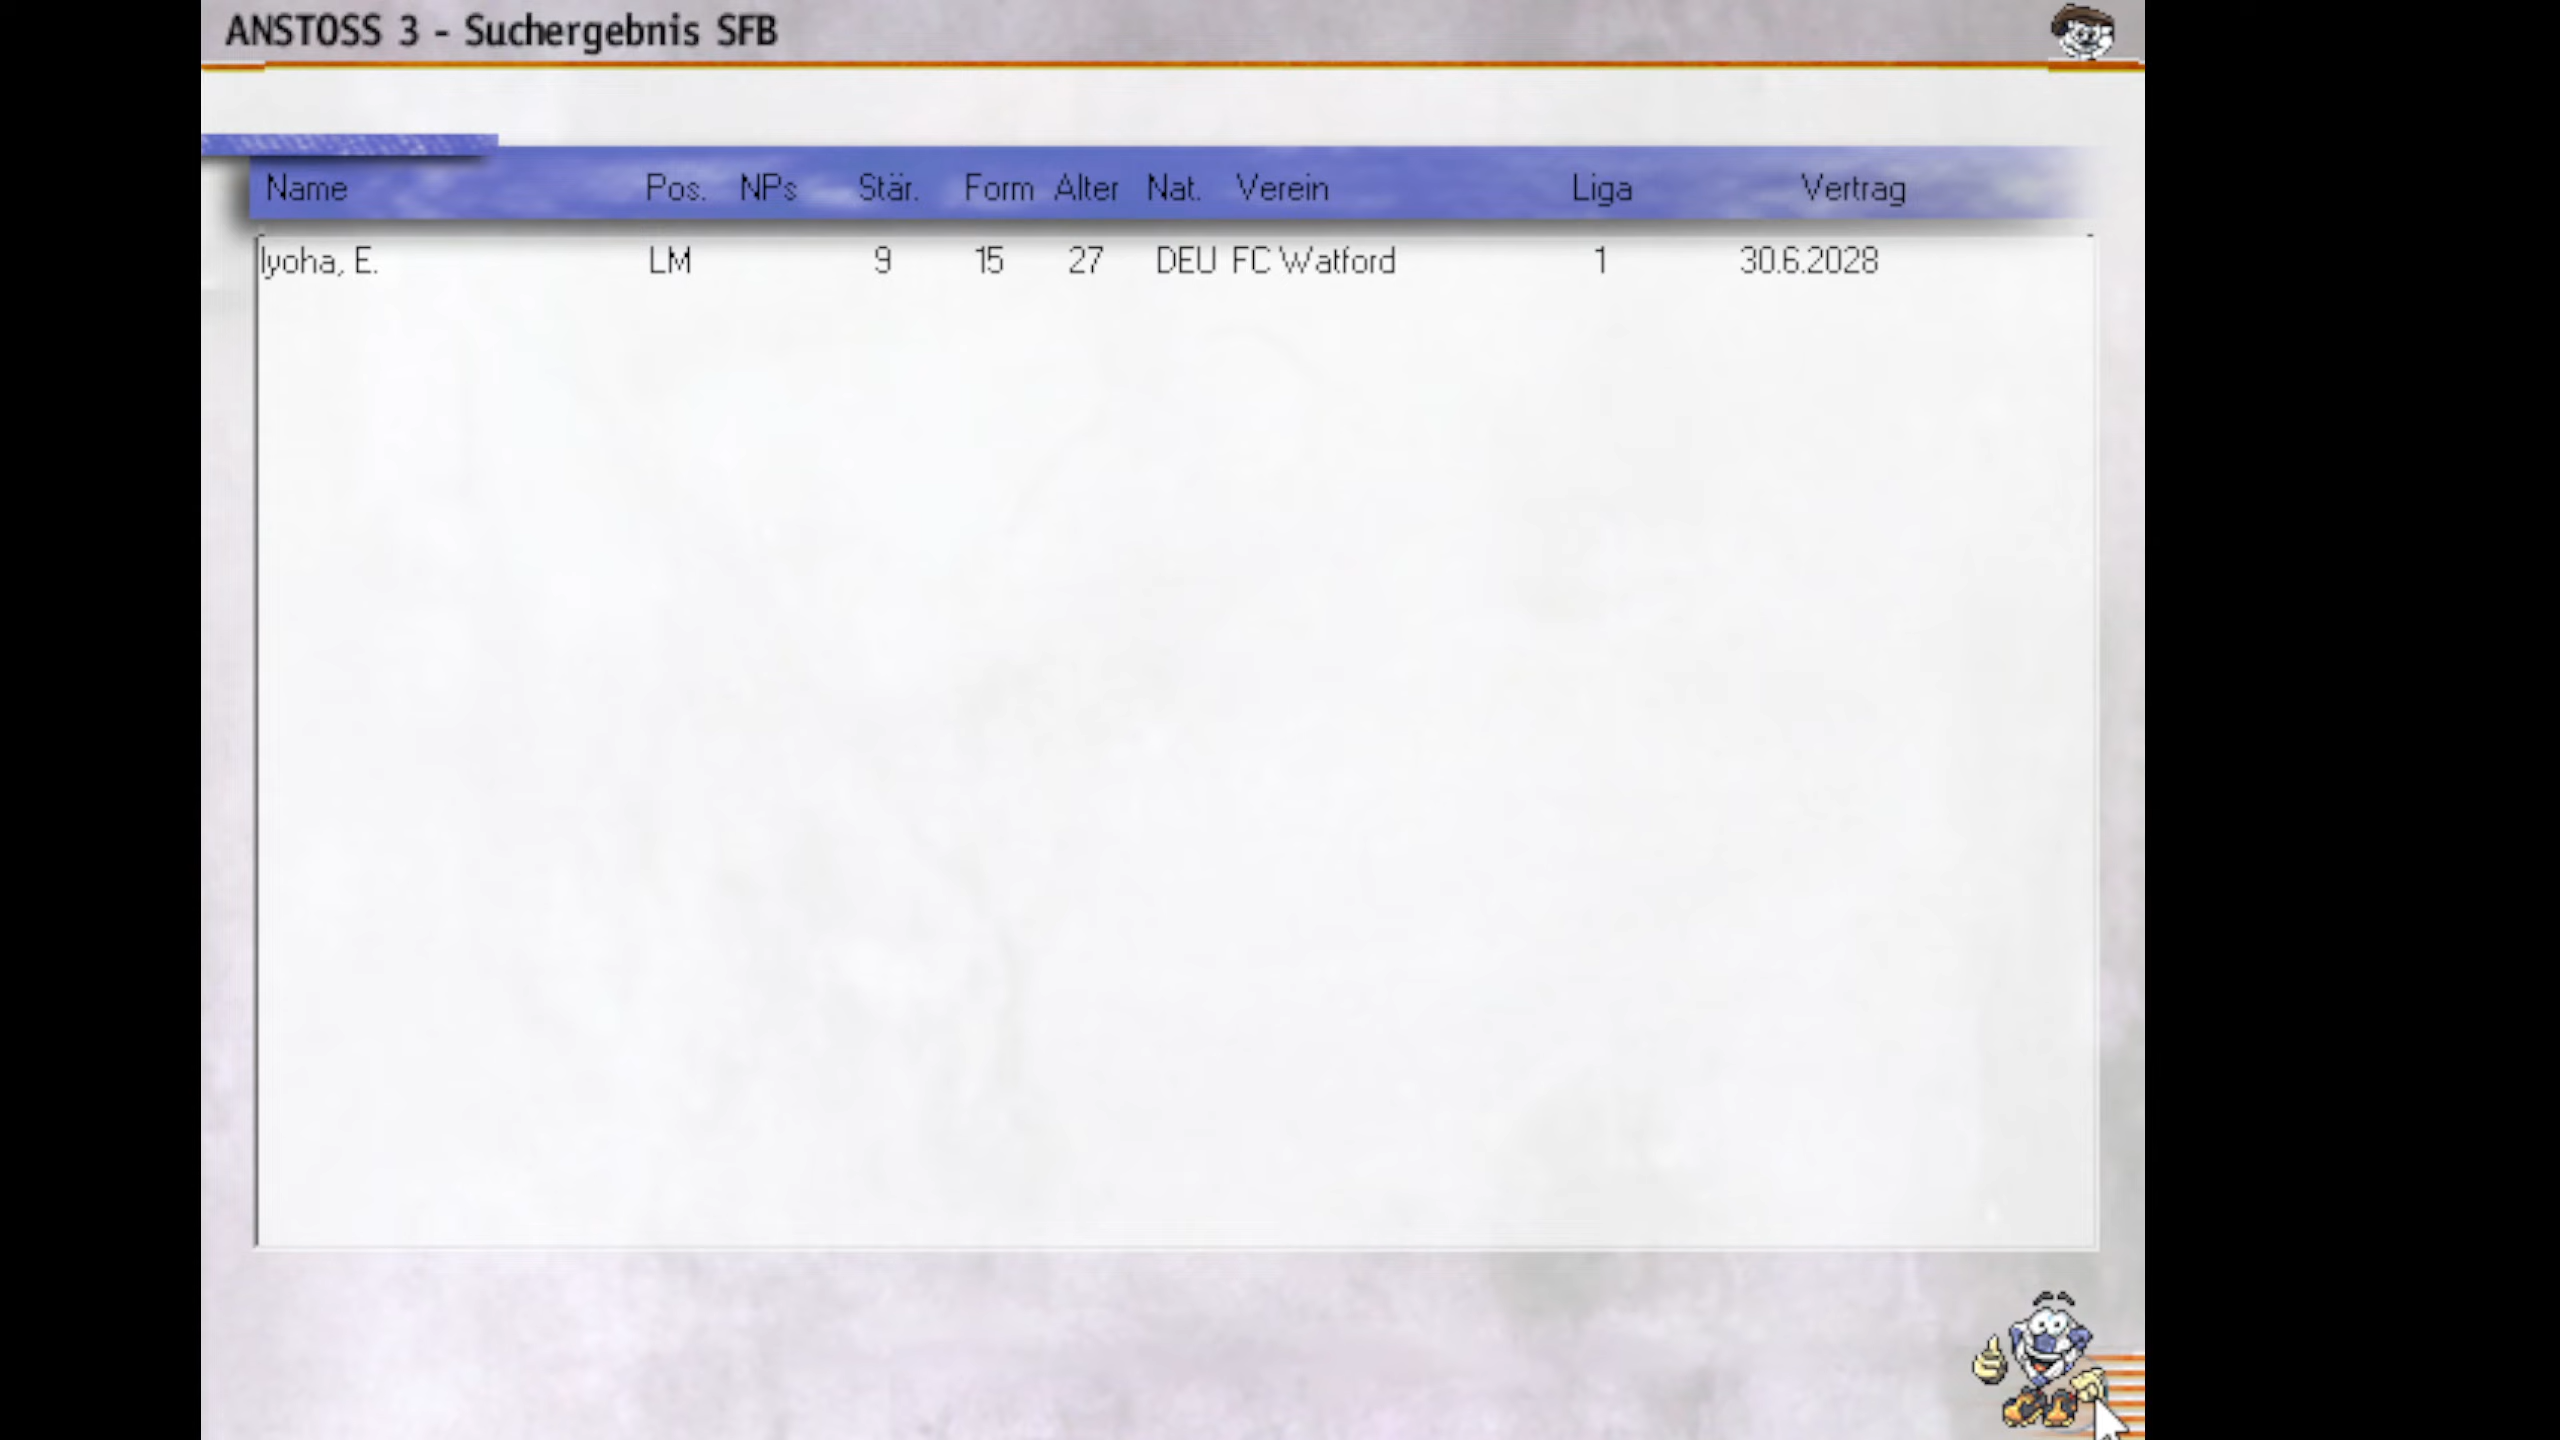 ANSTOSS 3 - Suchergebnis SFB
Name Pos. NPs Stär. Form Alter Nat. Verein Liga Vertrag
Iyoha, E. LM 9 15 27 DEU FC Watford 1 30.6.2028